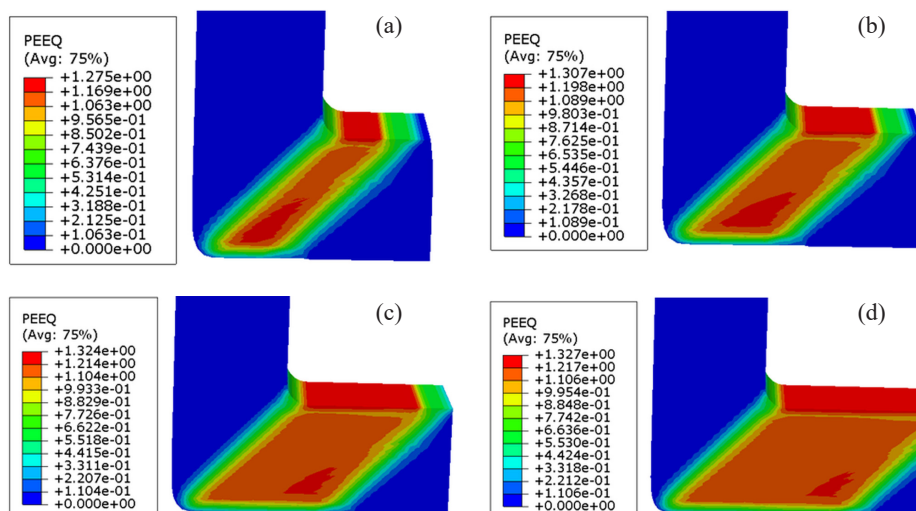 (a)
PEEQ
(Avg: 75%)
+1.275e+00
+1.169e+00
+1.063e+00
+9.565e-01
+8.502e-01
+7.439e-01
+6.376e-01
+5.314e-01
+4.251e-01
+3.188e-01
+2.125e-01
+1.063e-01
+0.000e+00
(b)
PEEQ
(Avg: 75%)
+1.307e+00
+1.198e+00
+1.089e+00
+9.803e-01
+8.714e-01
+7.625e-01
+6.535e-01
+5.446e-01
+4.357e-01
+3.268e-01
+2.178e-01
+1.089e-01
+0.000e+00
(c)
PEEQ
(Avg: 75%)
+1.324e+00
+1.214e+00
+1.104e+00
+9.933e-01
+8.829e-01
+7.726e-01
+6.622e-01
+5.518e-01
+4.415e-01
+3.311e-01
+2.207e-01
+1.104e-01
+0.000e+00
(d)
PEEQ
(Avg: 75%)
+1.327e+00
+1.217e+00
+1.106e+00
+9.954e-01
+8.848e-01
+7.742e-01
+6.636e-01
+5.530e-01
+4.424e-01
+3.318e-01
+2.212e-01
+1.106e-01
+0.000e+00